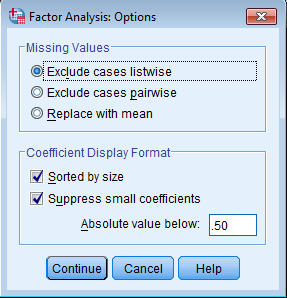 Factor Analysis: Options
Missing Values
Exclude cases listwise
Exclude cases pairwise
Replace with mean
Coefficient Display Format
Sorted by size
Suppress small coefficients
Absolute value below: .50
Continue Cancel Help